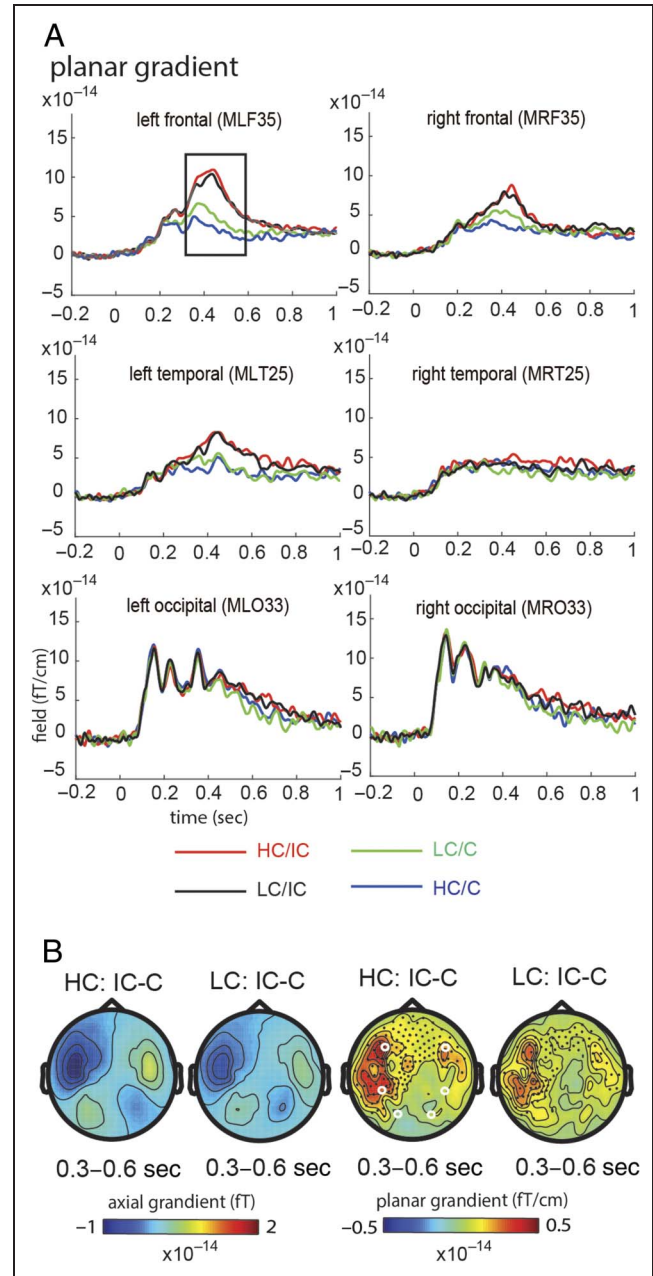 A
planar gradient
x10⁻¹⁴ x10⁻¹⁴
left frontal (MLF35) right frontal (MRF35)
15 15
10 10
5 5
0 0
−5 −5
−0.2 0 0.2 0.4 0.6 0.8 1 −0.2 0 0.2 0.4 0.6 0.8 1
x10⁻¹⁴ x10⁻¹⁴
left temporal (MLT25) right temporal (MRT25)
15 15
10 10
5 5
0 0
−5 −5
−0.2 0 0.2 0.4 0.6 0.8 1 −0.2 0 0.2 0.4 0.6 0.8 1
x10⁻¹⁴ x10⁻¹⁴
left occipital (MLO33) right occipital (MRO33)
15 15
10 10
5 5
0 0
−5 −5
field (fT/cm)
−0.2 0 0.2 0.4 0.6 0.8 1 −0.2 0 0.2 0.4 0.6 0.8 1
time (sec)
HC/IC LC/C
LC/IC HC/C
B
HC: IC-C LC: IC-C HC: IC-C LC: IC-C
0.3–0.6 sec 0.3–0.6 sec 0.3–0.6 sec 0.3–0.6 sec
axial grandient (fT) planar grandient (fT/cm)
−1 2 −0.5 0.5
x10⁻¹⁴ x10⁻¹⁴